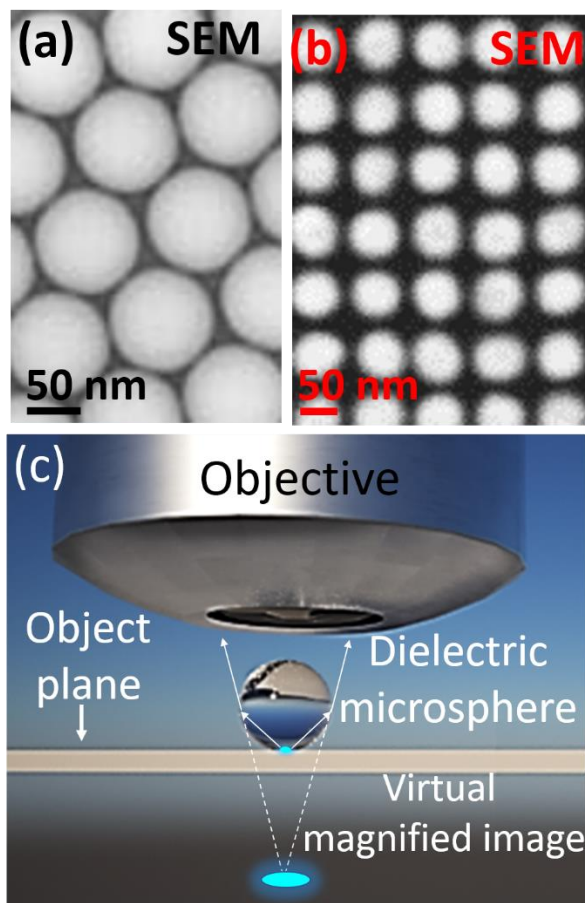 (a) SEM
50 nm
(b) SEM
50 nm
(c)
Objective
Object
plane
Dielectric
microsphere
Virtual
magnified image